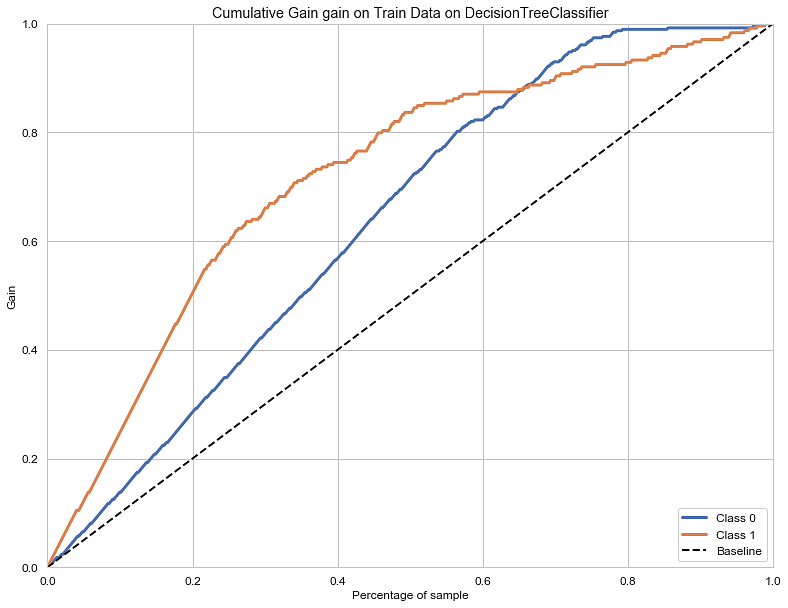 Cumulative Gain gain on Train Data on DecisionTreeClassifier
1.0
0.8
0.6
0.4
0.2
0.0
Gain
0.0 0.2 0.4 0.6 0.8 1.0
Percentage of sample
Class 0
Class 1
Baseline